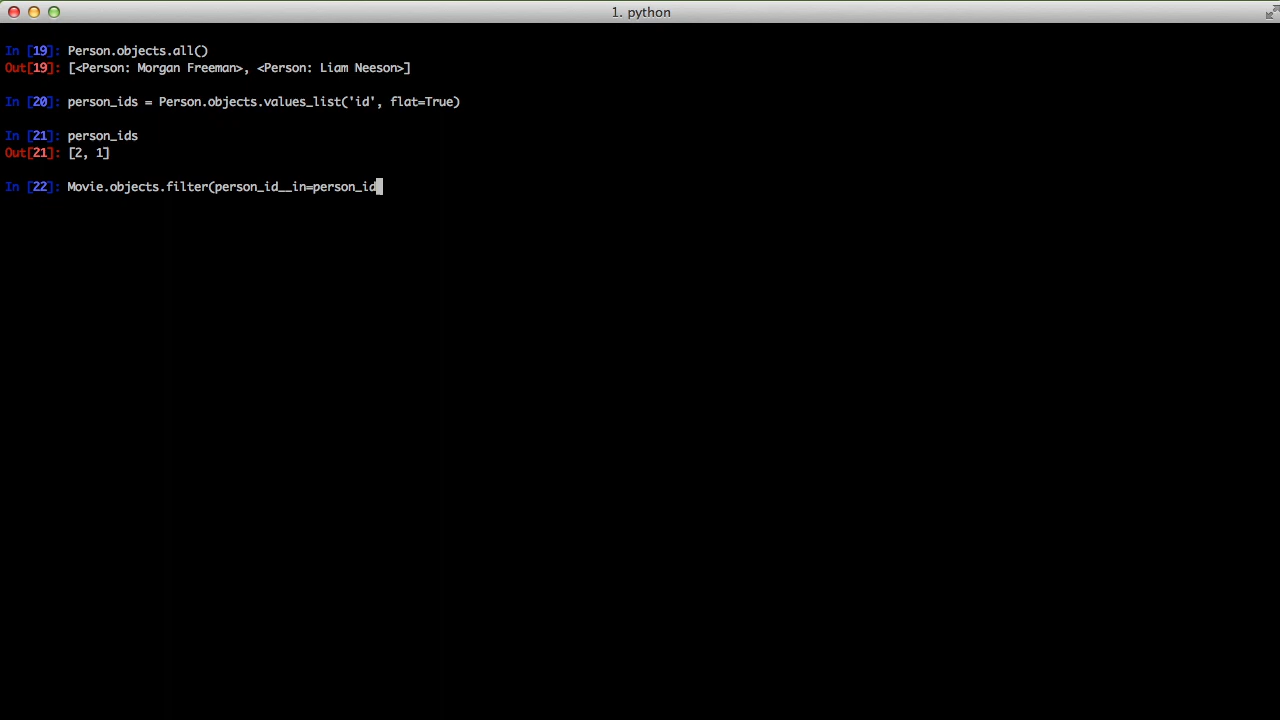 1. python
In [19]: Person.objects.all()
Out[19]: [<Person: Morgan Freeman>, <Person: Liam Neeson>]
In [20]: person_ids = Person.objects.values_list('id', flat=True)
In [21]: person_ids
Out[21]: [2, 1]
In [22]: Movie.objects.filter(person_id__in=person_id